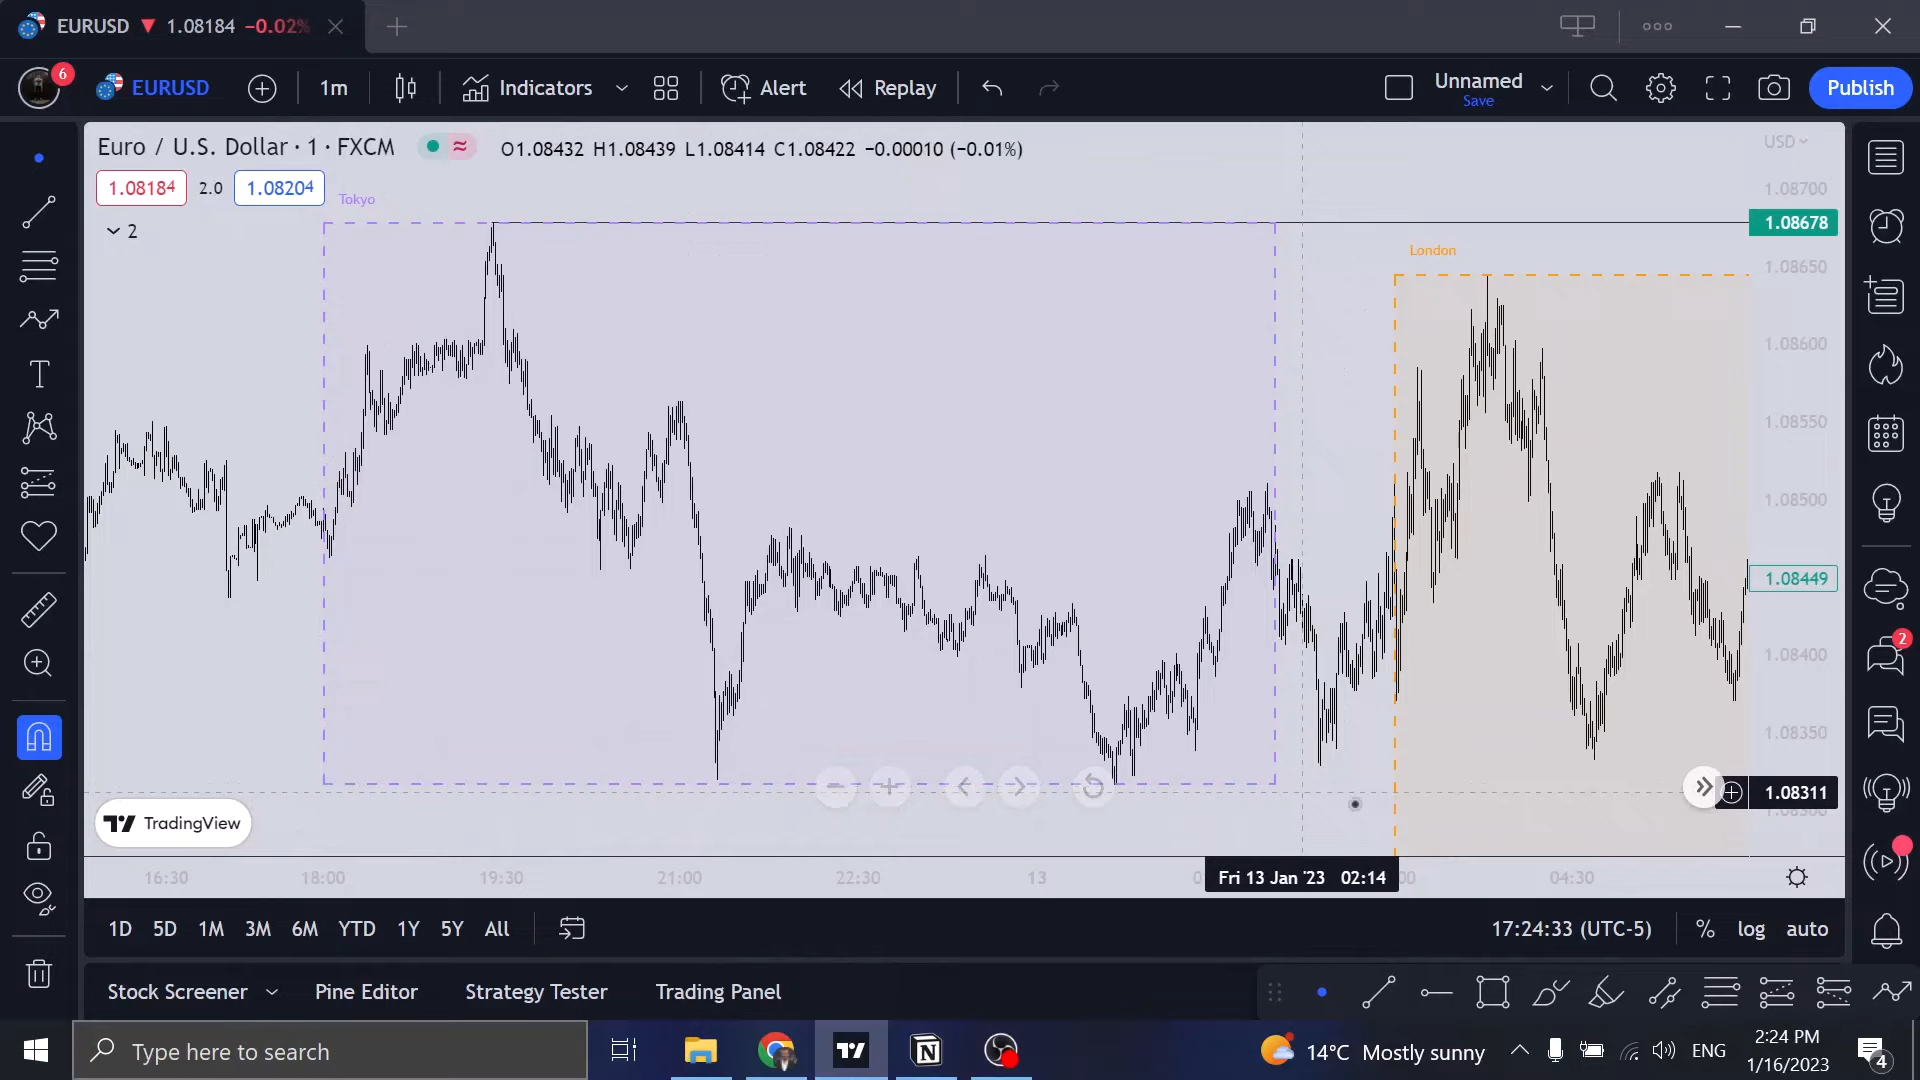 EURUSD 1.08184 −0.02%
6 EURUSD 1m Indicators Alert Replay Unnamed Save Publish
Euro / U.S. Dollar · 1 · FXCM O1.08432 H1.08439 L1.08414 C1.08422 −0.00010 (−0.01%)
USD
1.08184 2.0 1.08204
Tokyo
2
London
1.08700
1.08678
1.08650
1.08600
1.08550
1.08500
1.08449
1.08400
1.08350
1.08311
2
TradingView
16:30 18:00 19:30 21:00 22:30 13 Fri 13 Jan '23 02:14 04:30
1D 5D 1M 3M 6M YTD 1Y 5Y All 17:24:33 (UTC-5) % log auto
Stock Screener Pine Editor Strategy Tester Trading Panel
Type here to search
14°C Mostly sunny ENG 2:24 PM
1/16/2023
4